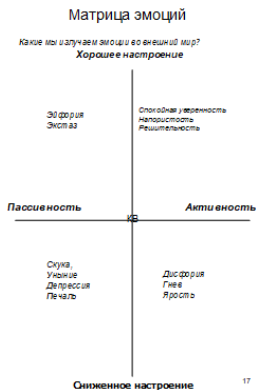 Матрица эмоций
Какие мы излучаем эмоции во внешний мир?
Хорошее настроение
Эйфория
Экстаз
Спокойная уверенность
Напористость
Решительность
Пассивность
Активность
КВ
Скука,
Уныние
Депрессия
Печаль
Дисфория
Гнев
Ярость
Сниженное настроение
17